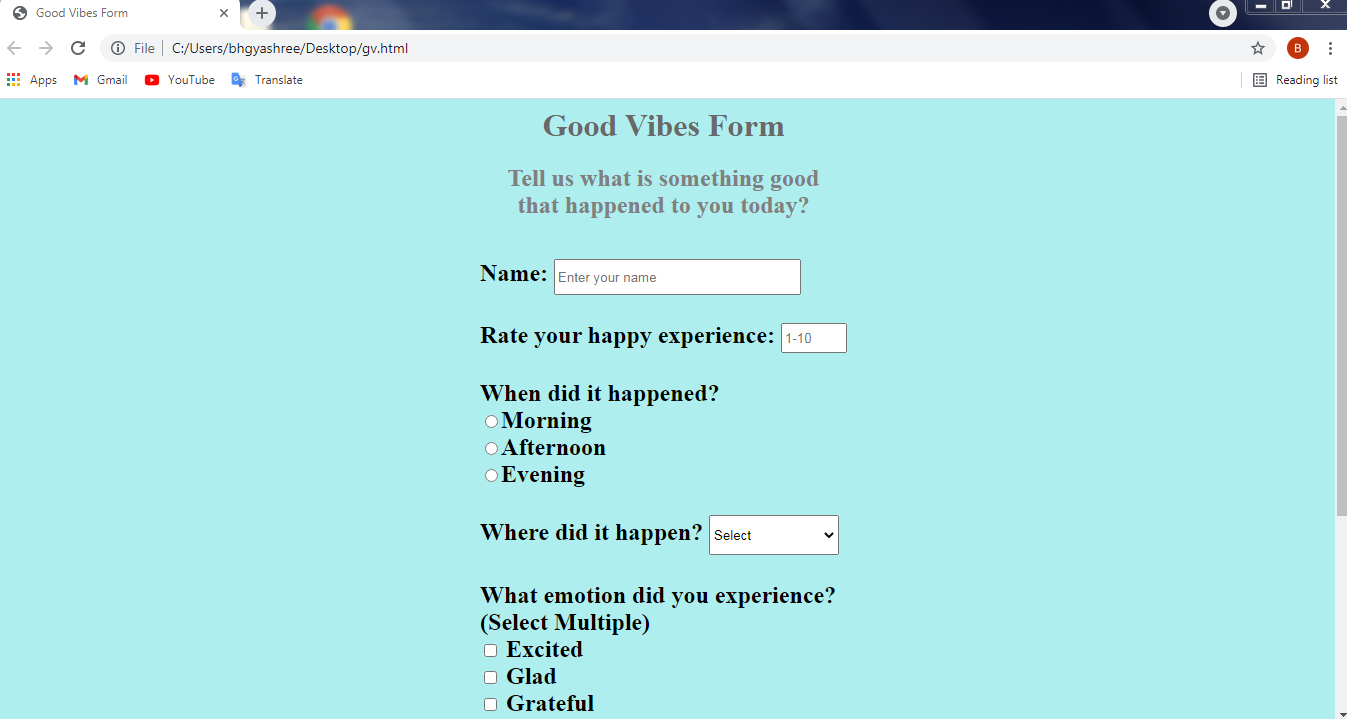 Good Vibes Form
File C:/Users/bhgyashree/Desktop/gv.html B
Apps Gmail YouTube Translate Reading list
Good Vibes Form
Tell us what is something good
that happened to you today?
Name: Enter your name
Rate your happy experience: 1-10
When did it happened?
Morning
Afternoon
Evening
Where did it happen? Select
What emotion did you experience?
(Select Multiple)
Excited
Glad
Grateful